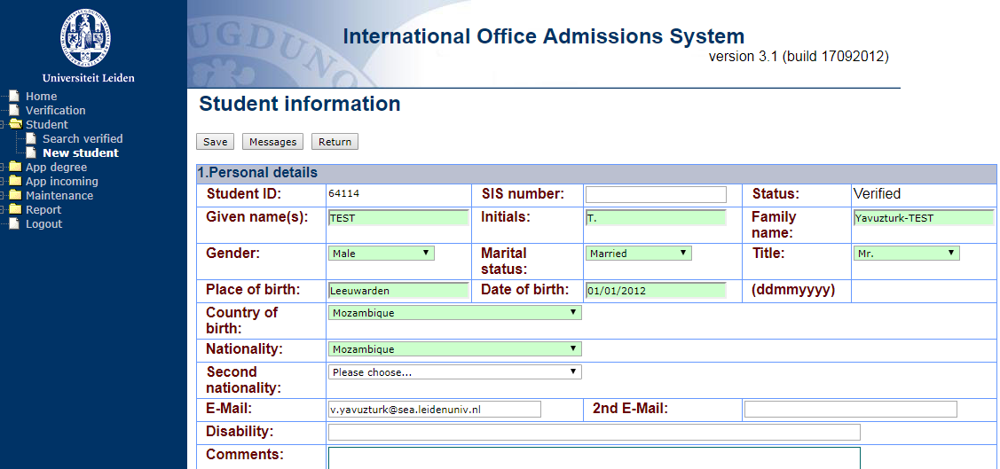 International Office Admissions System
version 3.1 (build 17092012)
UGDUNO
Universiteit Leiden
Home
Verification
Student
Search verified
New student
App degree
App incoming
Maintenance
Report
Logout
Student information
Save Messages Return
1.Personal details
Student ID: 64114 SIS number: Status: Verified
Given name(s): TEST Initials: T. Family name: Yavuzturk-TEST
Gender: Male Marital status: Married Title: Mr.
Place of birth: Leeuwarden Date of birth: 01/01/2012 (ddmmyyyy)
Country of birth: Mozambique
Nationality: Mozambique
Second nationality: Please choose...
E-Mail: v.yavuzturk@sea.leidenuniv.nl 2nd E-Mail:
Disability:
Comments: